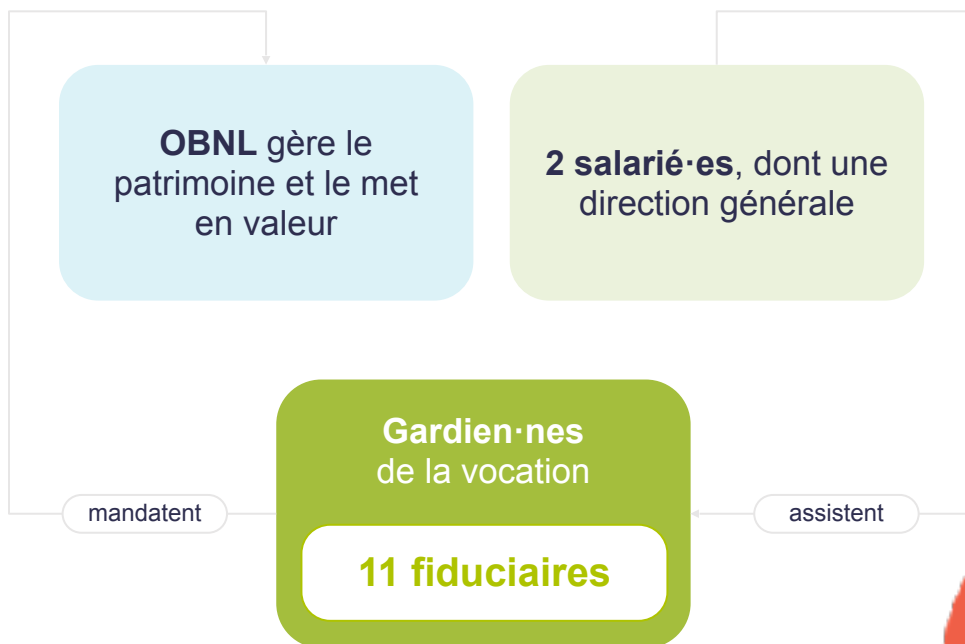 OBNL gère le
patrimoine et le met
en valeur
2 salarié·es, dont une
direction générale
Gardien·nes
de la vocation
mandatent
assistent
11 fiduciaires